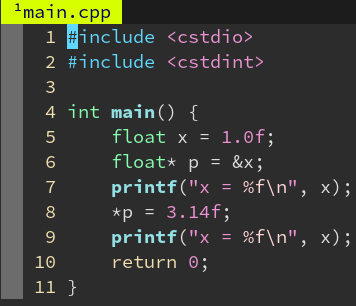 ¹main.cpp
1 #include <cstdio>
2 #include <cstdint>
3
4 int main() {
5     float x = 1.0f;
6     float* p = &x;
7     printf("x = %f\n", x);
8     *p = 3.14f;
9     printf("x = %f\n", x);
10     return 0;
11 }